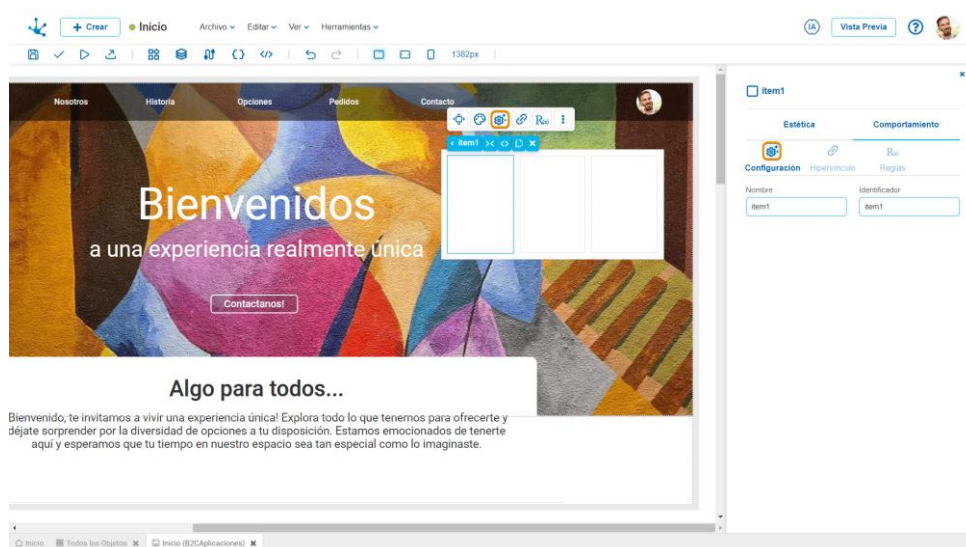 + Crear
Inicio
Archivo
Editar
Ver
Herramientas
IA
Vista Previa
?
1382px
Nosotros
Historia
Opciones
Pedidos
Contacto
item1
item1
Bienvenidos
a una experiencia realmente única
Contactanos!
Algo para todos...
Bienvenido, te invitamos a vivir una experiencia única! Explora todo lo que tenemos para ofrecerte y
déjate sorprender por la diversidad de opciones a tu disposición. Estamos emocionados de tenerte
aquí y esperamos que tu tiempo en nuestro espacio sea tan especial como lo imaginaste.
Estética
Comportamiento
Configuración
Hipervínculo
Reglas
Nombre
Identificador
item1
item1
Inicio
Todos los Objetos
Inicio (B2CAplicaciones)